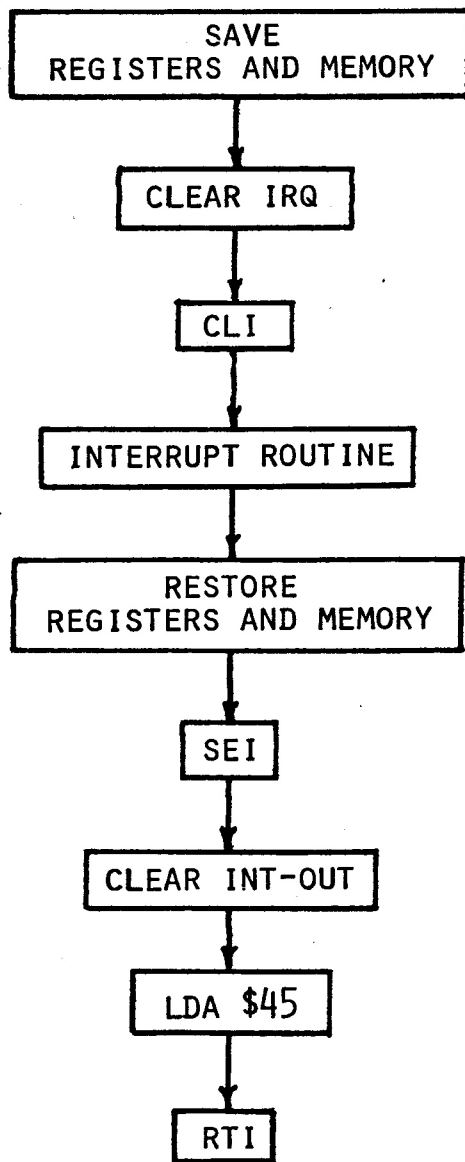 SAVE
REGISTERS AND MEMORY
CLEAR IRQ
CLI
INTERRUPT ROUTINE
RESTORE
REGISTERS AND MEMORY
SEI
CLEAR INT-OUT
LDA $45
RTI